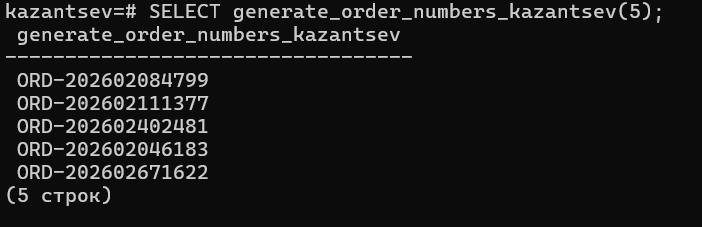 kazantsev=# SELECT generate_order_numbers_kazantsev(5);
generate_order_numbers_kazantsev
----------------------------------
ORD-202602084799
ORD-202602111377
ORD-202602402481
ORD-202602046183
ORD-202602671622
(5 строк)